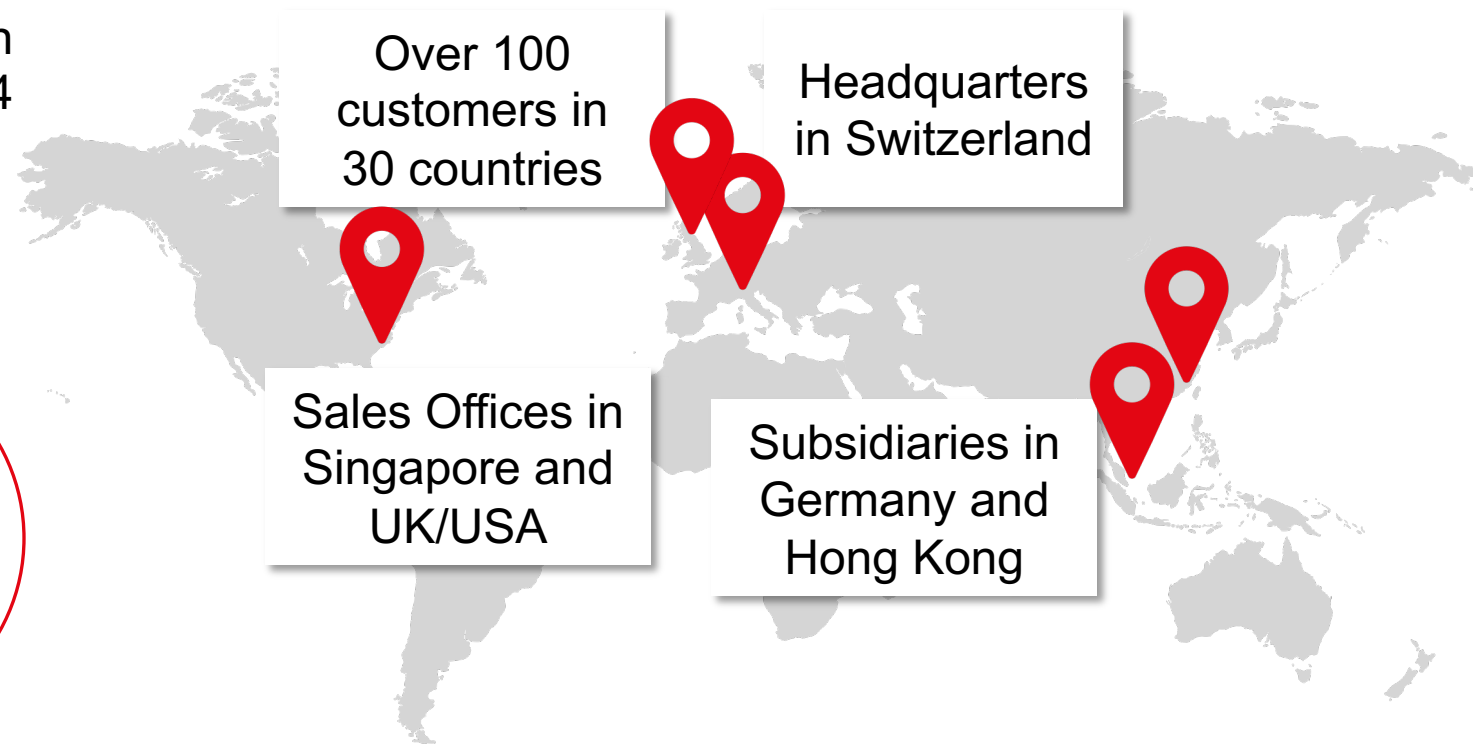 n
4
Over 100
customers in
30 countries
Headquarters
in Switzerland
Sales Offices in
Singapore and
UK/USA
Subsidiaries in
Germany and
Hong Kong